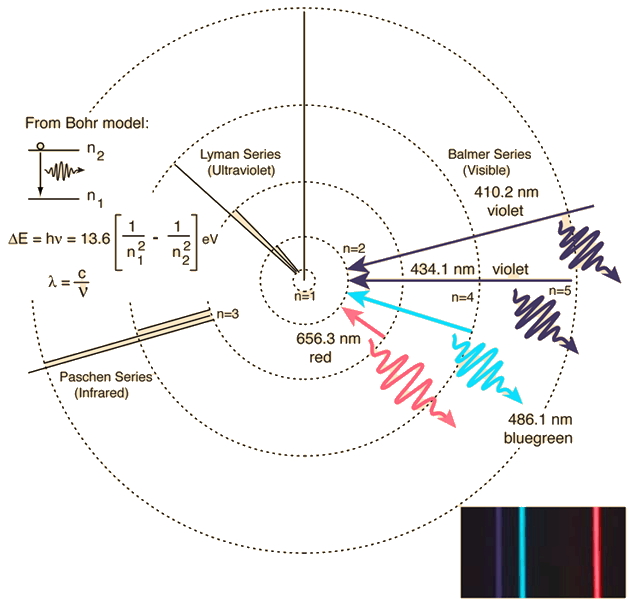 From Bohr model:
n2
n1
ΔE = hν = 13.6 [ 1/n1^2 - 1/n2^2 ] eV
λ = c/ν
Lyman Series
(Ultraviolet)
Balmer Series
(Visible)
410.2 nm
violet
n=2
434.1 nm violet
n=1
n=4
n=5
n=3
656.3 nm
red
Paschen Series
(Infrared)
486.1 nm
bluegreen